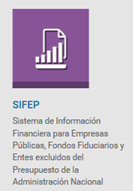 SIFEP
Sistema de Información
Financiera para Empresas
Públicas, Fondos Fiduciarios y
Entes excluidos del
Presupuesto de la
Administración Nacional